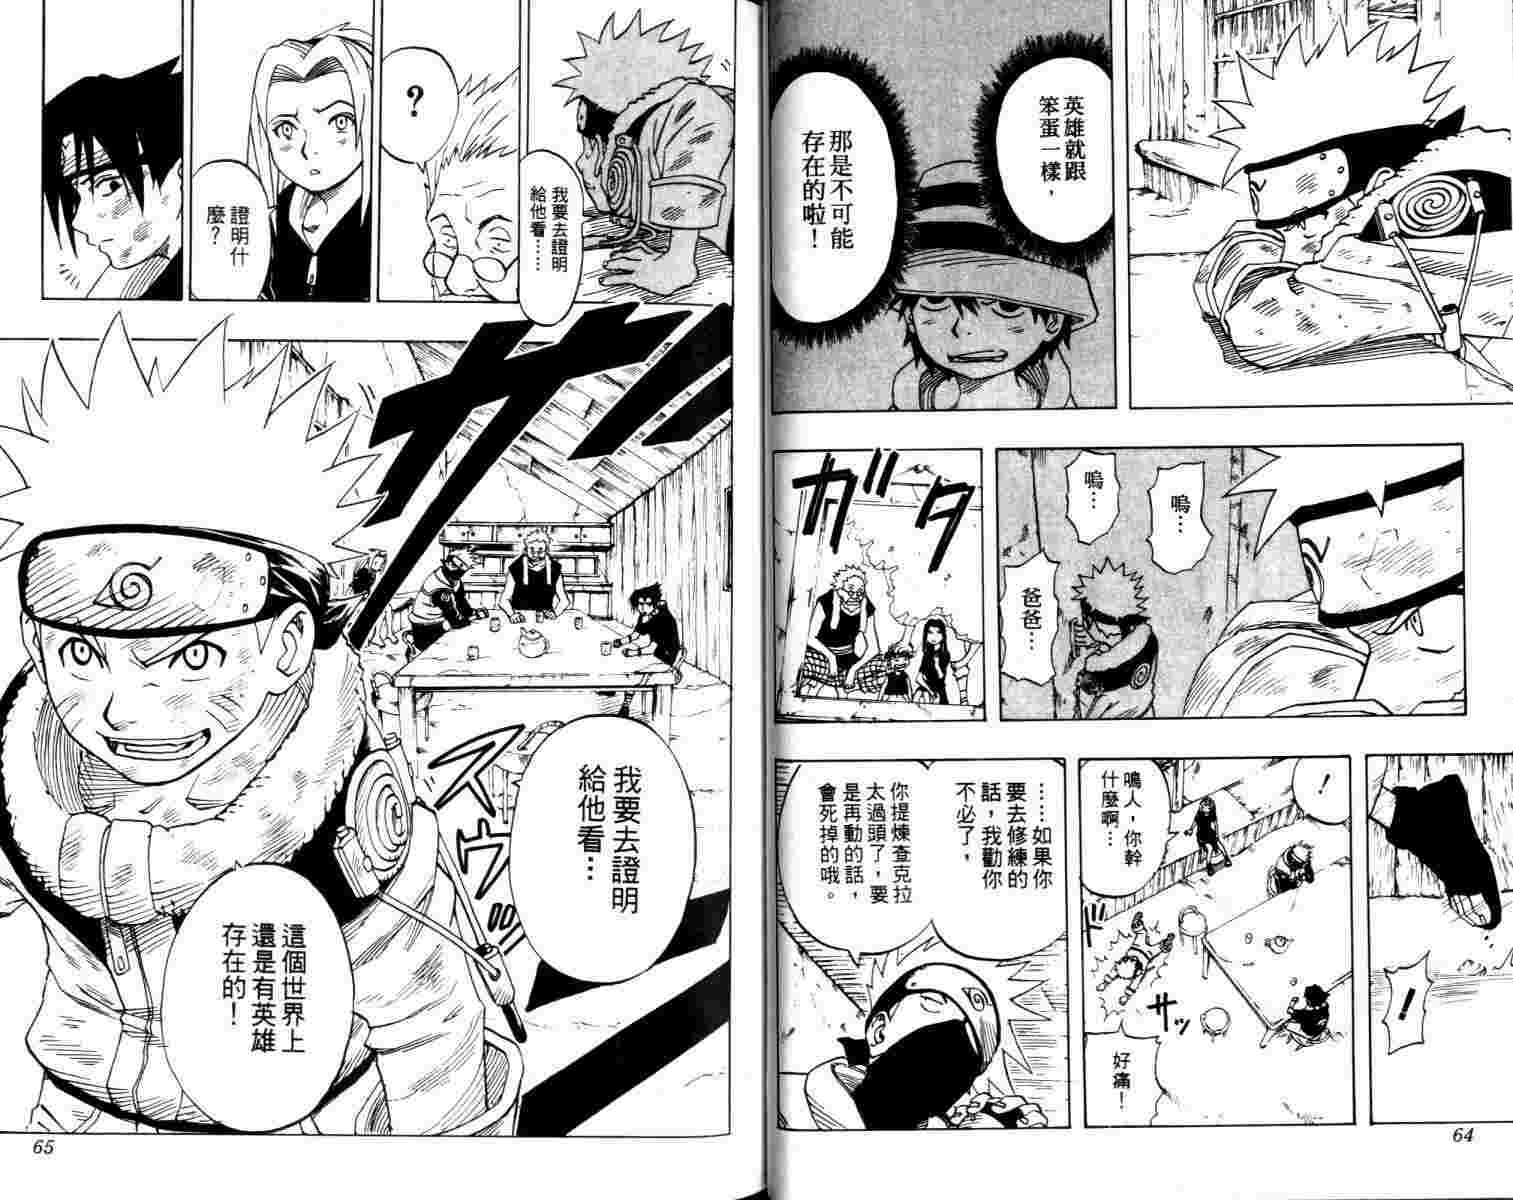 英雄就跟
笨蛋一樣，
那是不可能
存在的啦！
嗚…
嗚…
爸爸…
ガタ
！
！
鳴人，你幹
什麼啊…
ドサッ
好痛！
……如果你
要去修練的
話，我勸你
不必了，
你提煉查克拉
太過頭了，要
是再動的話，
會死掉的哦。
64
我要去證明
給他看……
？
證明什
麼？
我要去證明
給他看…
這個世界上
還是有英雄
存在的！
65